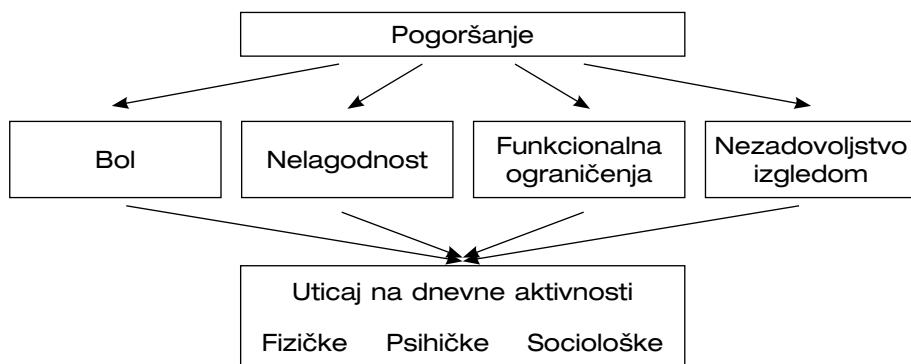 Pogoršanje
Bol
Nelagodnost
Funkcionalna
ograničenja
Nezadovoljstvo
izgledom
Uticaj na dnevne aktivnosti
Fizičke Psihičke Sociološke